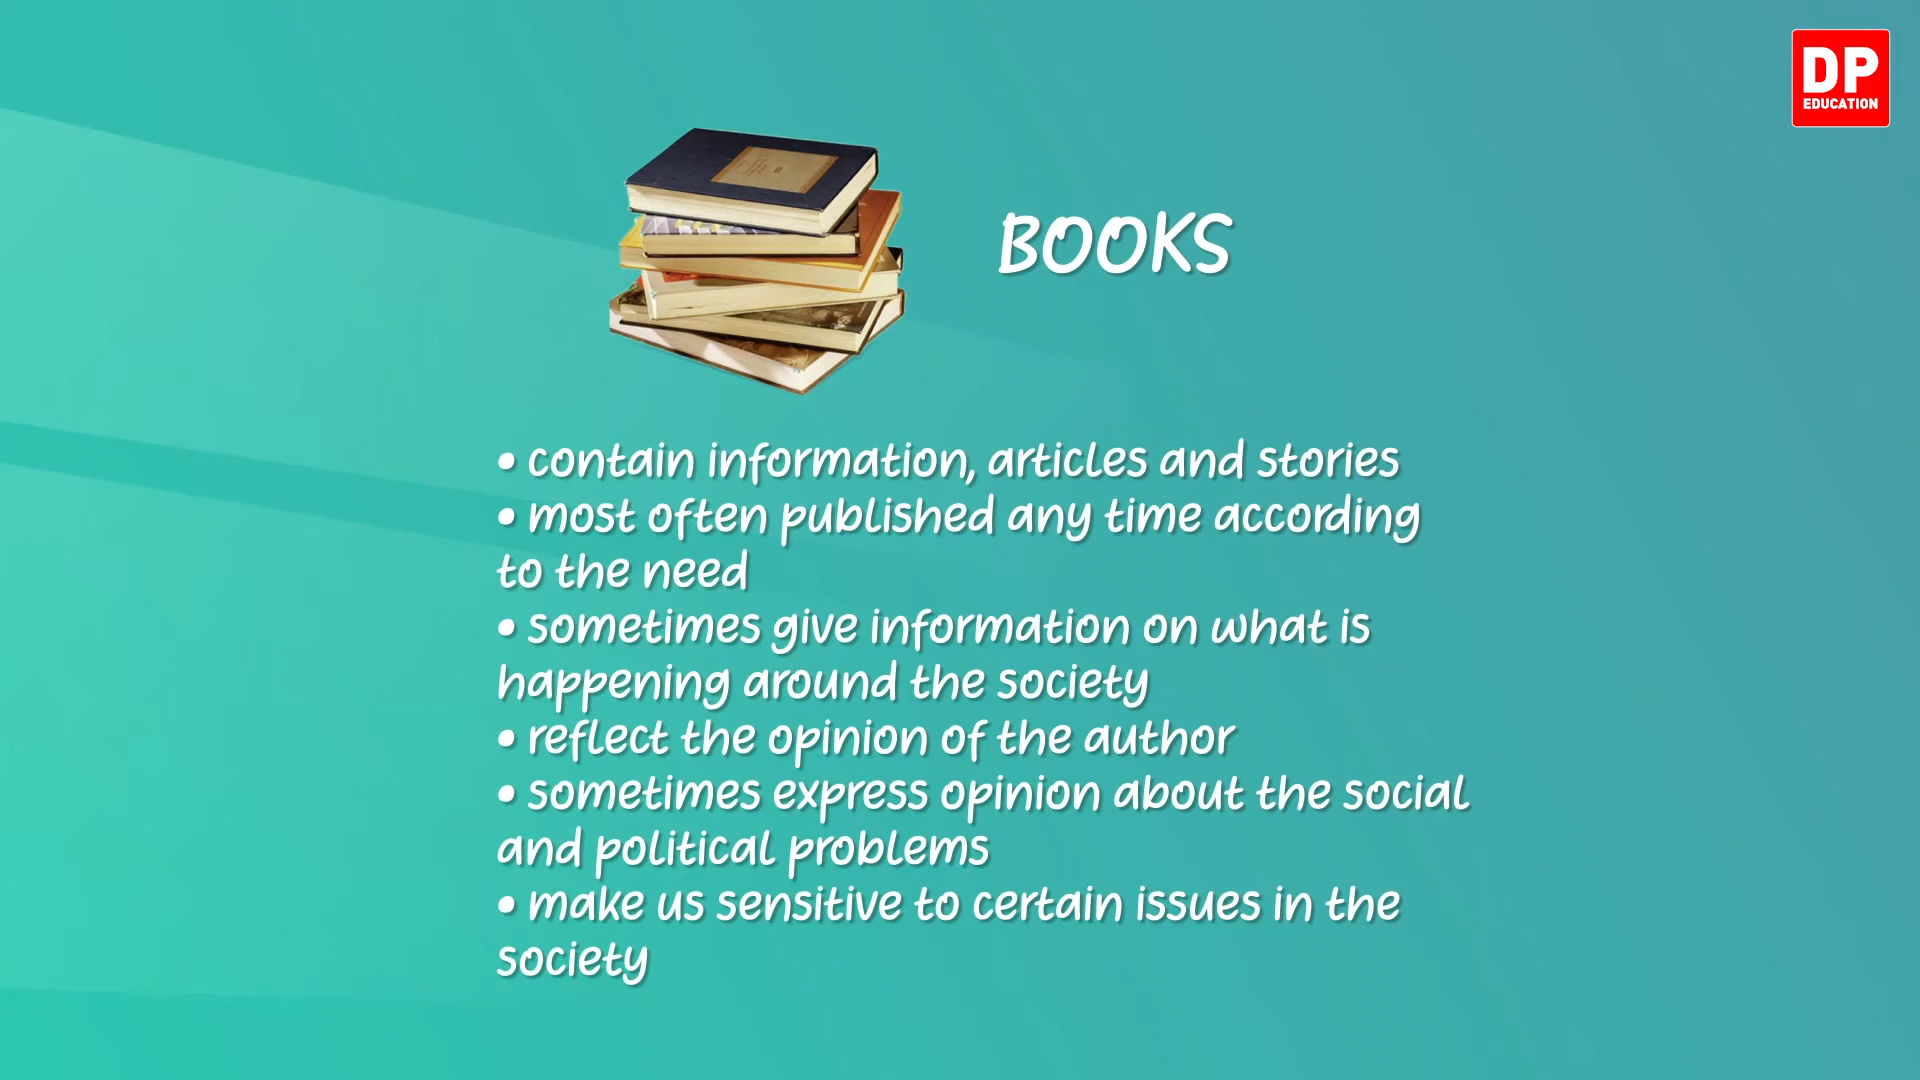 DP
EDUCATION
BOOKS
• contain information, articles and stories
• most often published any time according
to the need
• sometimes give information on what is
happening around the society
• reflect the opinion of the author
• sometimes express opinion about the social
and political problems
• make us sensitive to certain issues in the
society